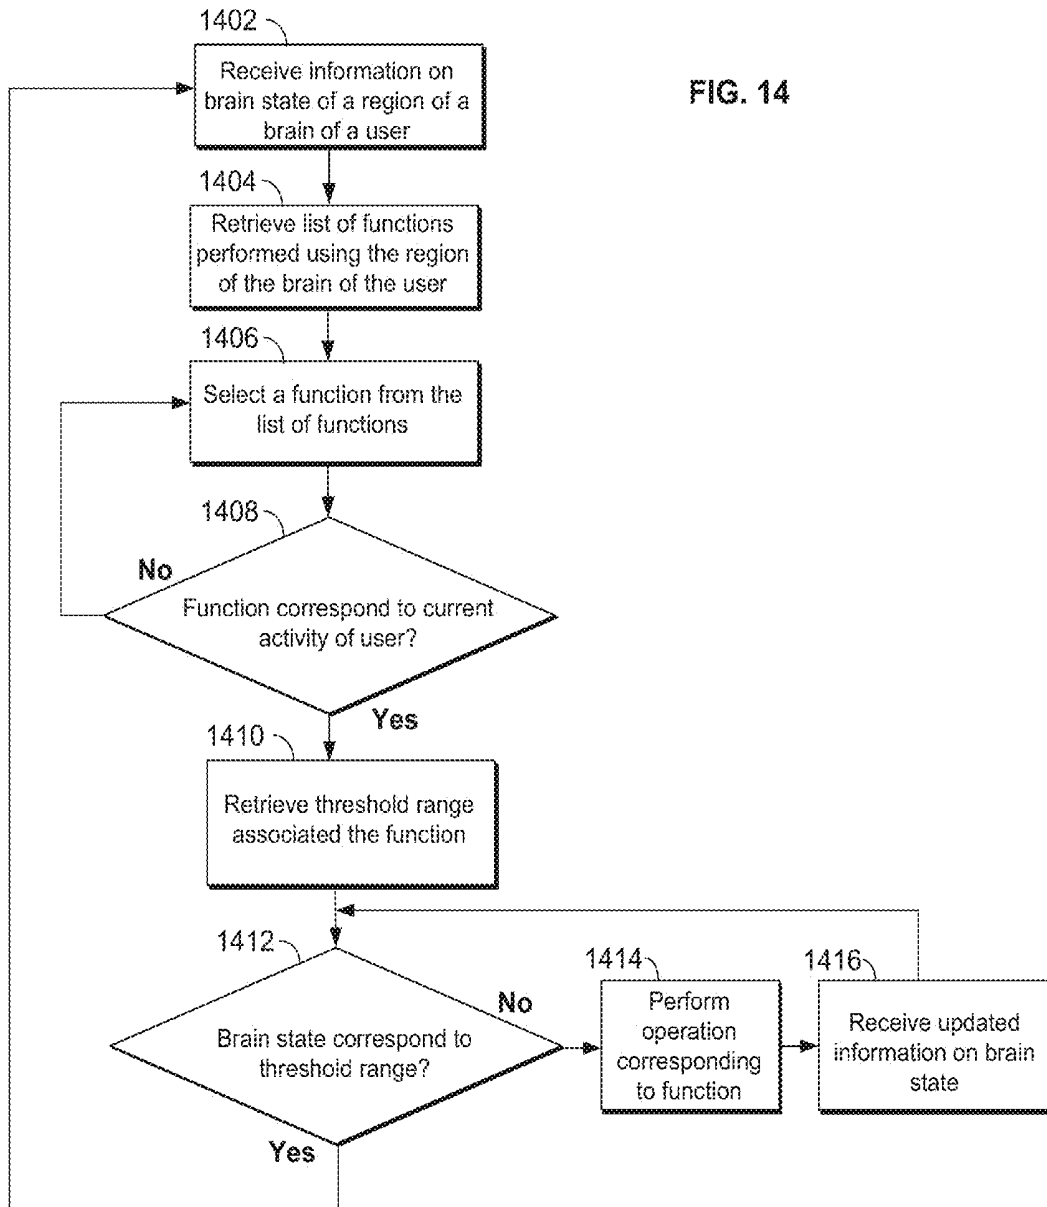 1402
Receive information on
brain state of a region of a
brain of a user
FIG. 14
1404
Retrieve list of functions
performed using the region
of the brain of the user
1406
Select a function from the
list of functions
1408
No
Function correspond to current
activity of user?
Yes
1410
Retrieve threshold range
associated the function
1412
No
Brain state correspond to
threshold range?
Yes
1414
Perform
operation
corresponding
to function
1416
Receive updated
information on brain
state